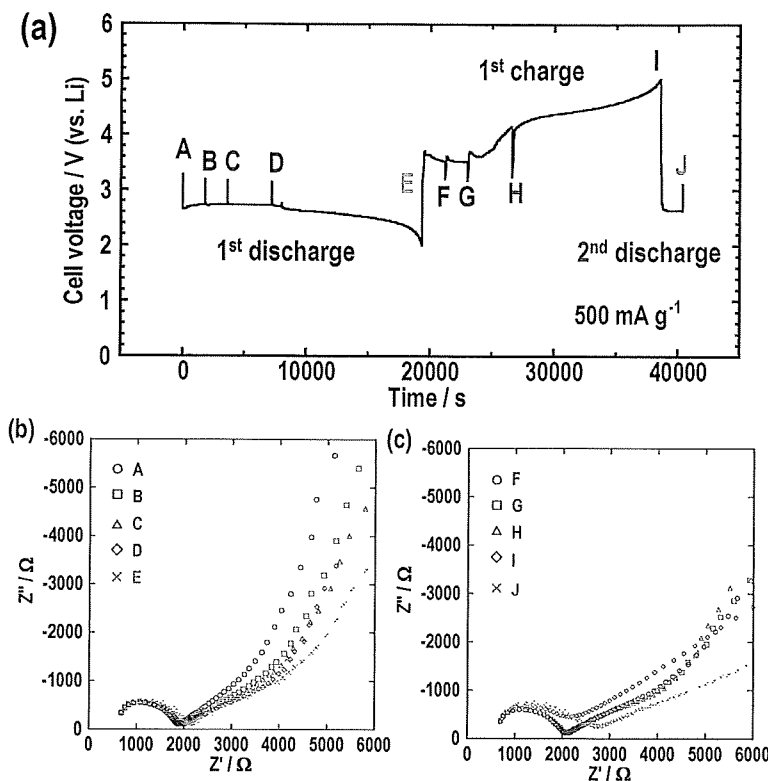 (a)
6
5
4
3
2
1
0
Cell voltage / V (vs. Li)
A
B
C
D
E
F
G
H
I
J
1st discharge
1st charge
2nd discharge
500 mA g-1
0
10000
20000
30000
40000
Time / s
(b)
-6000
-5000
-4000
-3000
-2000
-1000
0
Z'' / Ω
A
B
C
D
E
0 1000 2000 3000 4000 5000 6000
Z' / Ω
(c)
-6000
-5000
-4000
-3000
-2000
-1000
0
Z'' / Ω
F
G
H
I
J
0 1000 2000 3000 4000 5000 6000
Z' / Ω